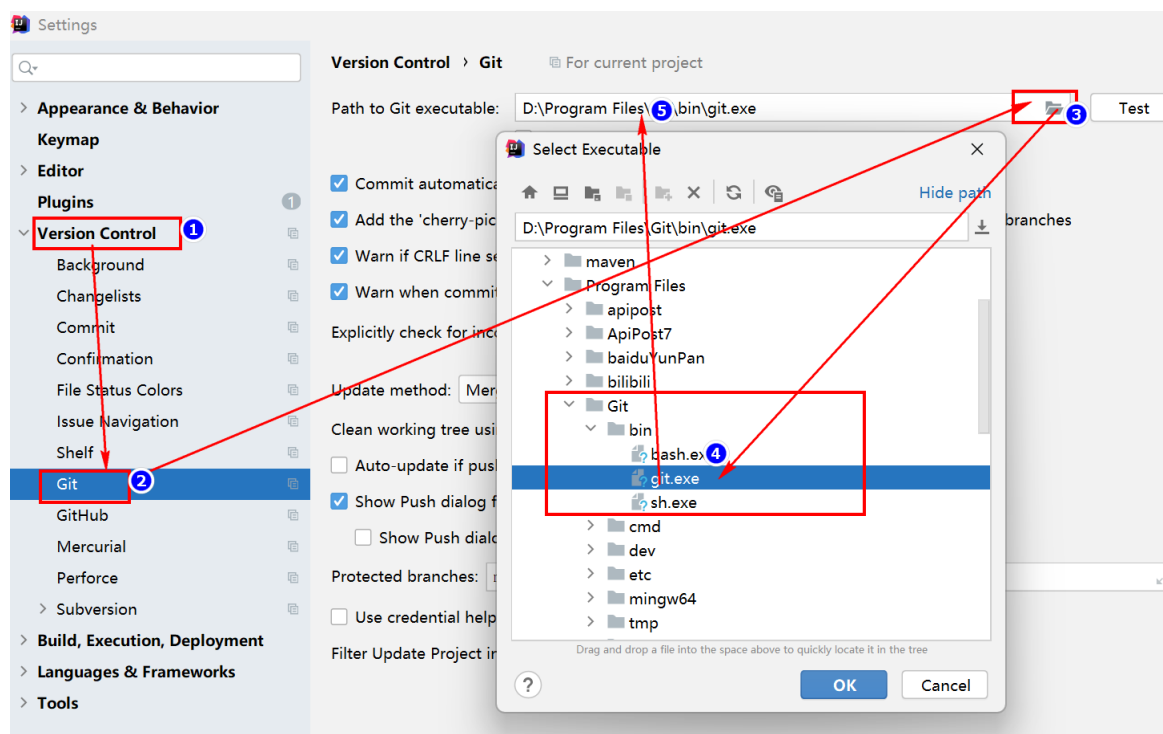 Settings
Version Control › Git For current project
Appearance & Behavior
Keymap
Editor
Plugins 1
Version Control 1
Background
Changelists
Commit
Confirmation
File Status Colors
Issue Navigation
Shelf
Git 2
GitHub
Mercurial
Perforce
Subversion
Build, Execution, Deployment
Languages & Frameworks
Tools
Path to Git executable: D:\Program Files\ 5 \bin\git.exe 3 Test
Commit automatica
Add the 'cherry-pic branches
Warn if CRLF line se
Warn when commit
Explicitly check for inco
Update method: Mer
Clean working tree usi
Auto-update if pus
Show Push dialog f
Show Push dialo
Protected branches:
Use credential help
Filter Update Project in
Select Executable
Hide path
D:\Program Files\Git\bin\git.exe
maven
Program Files
apipost
ApiPost7
baiduYunPan
bilibili
Git
bin
bash.ex 4
git.exe
sh.exe
cmd
dev
etc
mingw64
tmp
Drag and drop a file into the space above to quickly locate it in the tree
? OK Cancel